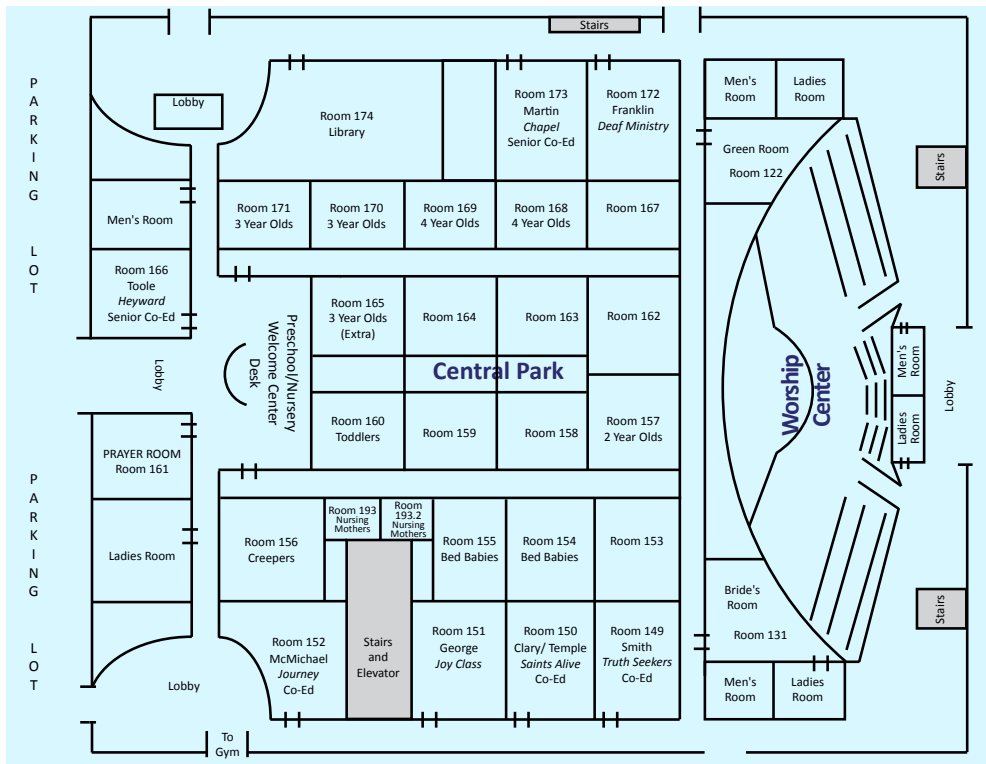 Stairs
PARKING
LOT
Lobby
Room 174
Library
Room 173
Martin
Chapel
Senior Co-Ed
Room 172
Franklin
Deaf Ministry
Men's
Room
Ladies
Room
Green Room
Room 122
Stairs
Men's Room
Room 171
3 Year Olds
Room 170
3 Year Olds
Room 169
4 Year Olds
Room 168
4 Year Olds
Room 167
Room 166
Toole
Heyward
Senior Co-Ed
Room 165
3 Year Olds
(Extra)
Room 164
Room 163
Room 162
Lobby
Preschool/Nursery
Welcome Center
Desk
Central Park
Worship
Center
Men's
Room
Ladies
Room
Lobby
Room 160
Toddlers
Room 159
Room 158
Room 157
2 Year Olds
PRAYER ROOM
Room 161
PARKING
LOT
Ladies Room
Room 156
Creepers
Room 193
Nursing
Mothers
Room
193.2
Nursing
Mothers
Room 155
Bed Babies
Room 154
Bed Babies
Room 153
Bride's
Room
Room 131
Stairs
Room 152
McMichael
Journey
Co-Ed
Stairs
and
Elevator
Room 151
George
Joy Class
Room 150
Clary/ Temple
Saints Alive
Co-Ed
Room 149
Smith
Truth Seekers
Co-Ed
Men's
Room
Ladies
Room
Lobby
To
Gym